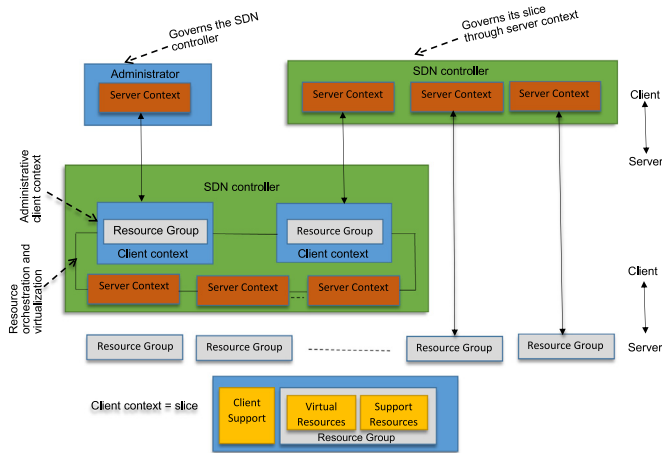 Governs the SDN
controller
Governs its slice
through server context
Administrator
Server Context
SDN controller
Server Context
Server Context
Server Context
Client
Server
Administrative
client context
SDN controller
Resource Group
Client context
Resource Group
Client context
Resource
orchestration and
virtualization
Server Context
Server Context
Server Context
Client
Server
Resource Group
Resource Group
Resource Group
Resource Group
Client context = slice
Client
Support
Virtual
Resources
Support
Resources
Resource Group